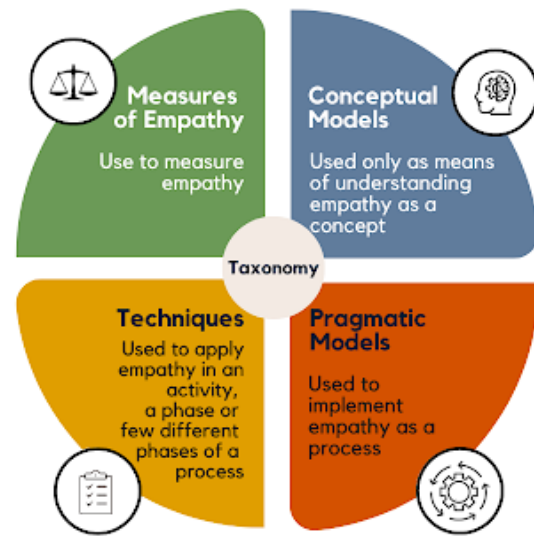 Measures
of Empathy
Use to measure
empathy
Conceptual
Models
Used only as means
of understanding
empathy as a
concept
Taxonomy
Techniques
Used to apply
empathy in an
activity,
a phase or
few different
phases of a
process
Pragmatic
Models
Used to
implement
empathy as a
process